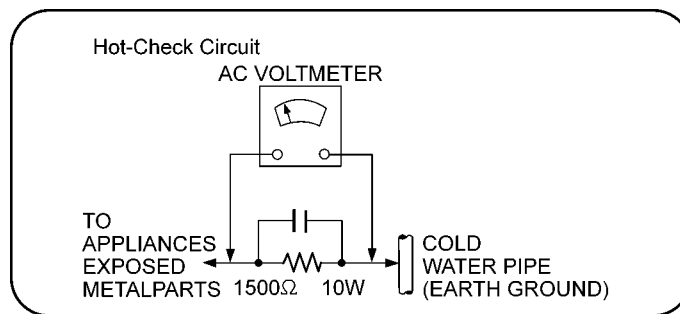 Hot-Check Circuit
AC VOLTMETER
TO
APPLIANCES
EXPOSED
METALPARTS
1500Ω 10W
COLD
WATER PIPE
(EARTH GROUND)